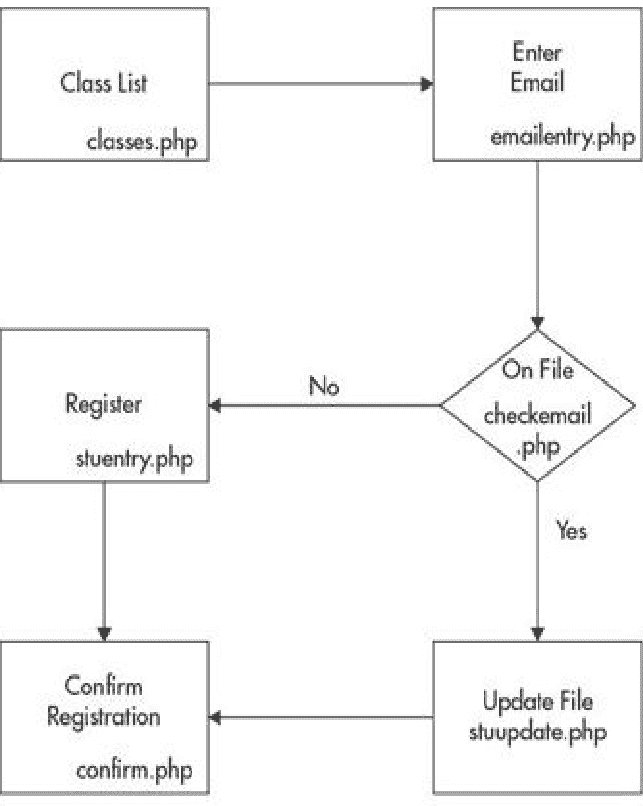 Class List
classes.php
Enter
Email
emailentry.php
On File
checkemail
.php
No
Register
stuentry.php
Yes
Confirm
Registration
confirm.php
Update File
stuupdate.php